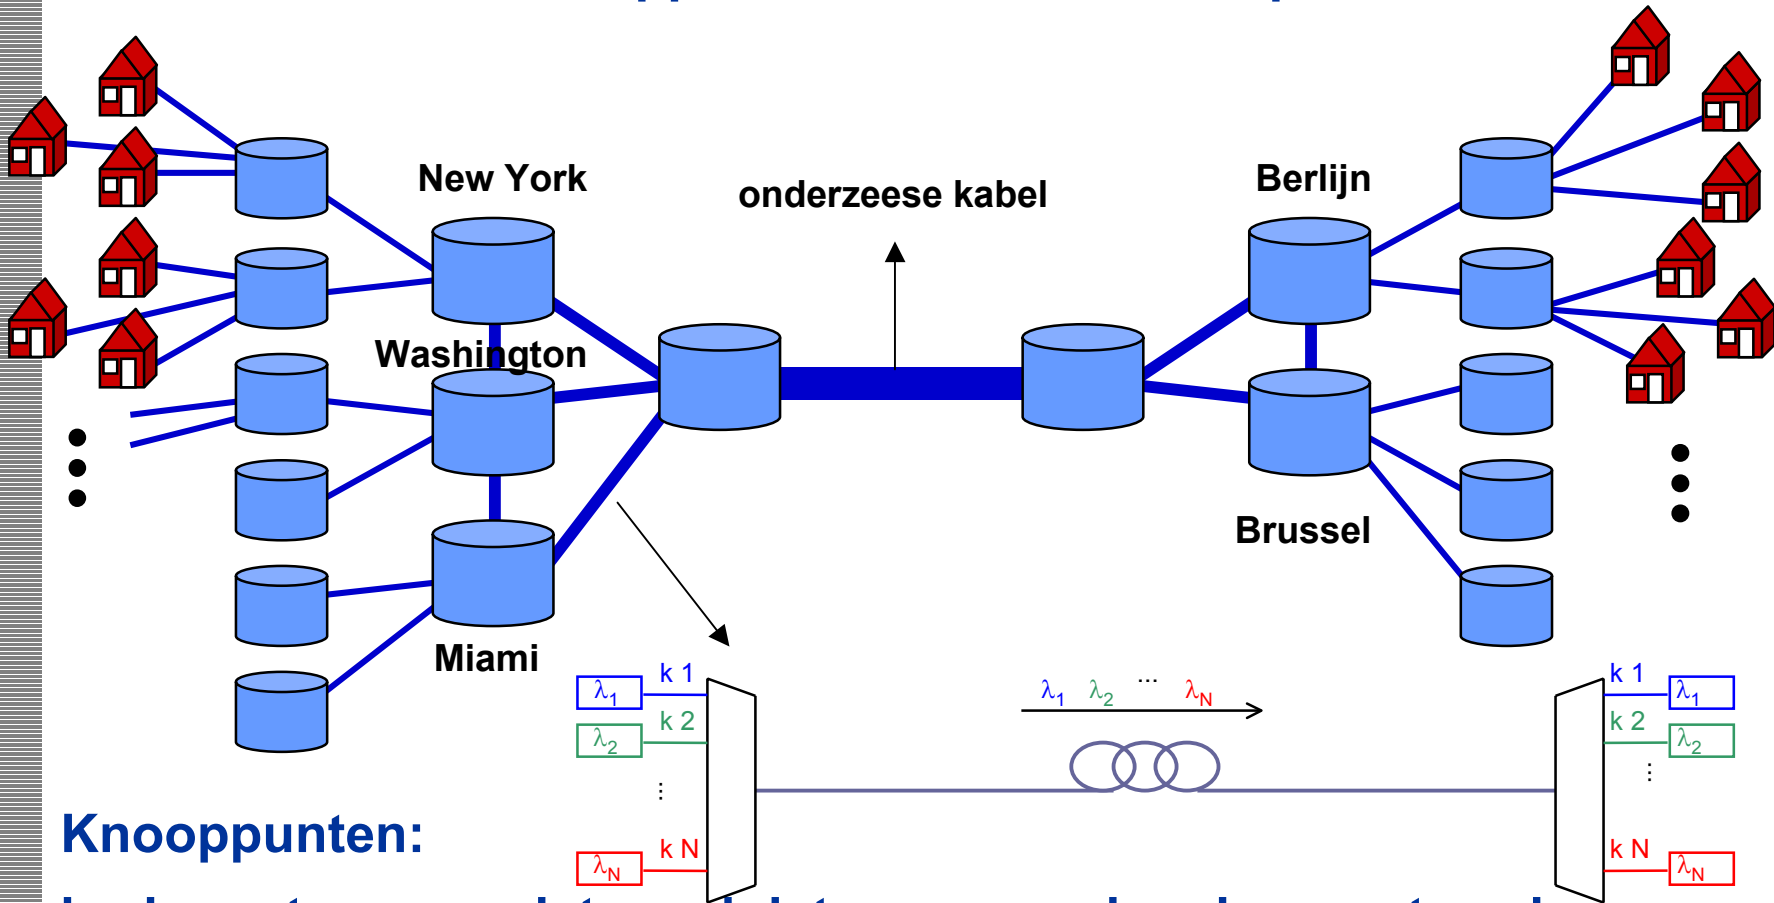 New York
onderzeese kabel
Berlijn
Washington
Brussel
Miami
k 1
λ1
k 2
λ2
...
k N
λN
λ1 λ2 ... λN
k 1
λ1
k 2
λ2
...
k N
λN
Knooppunten: